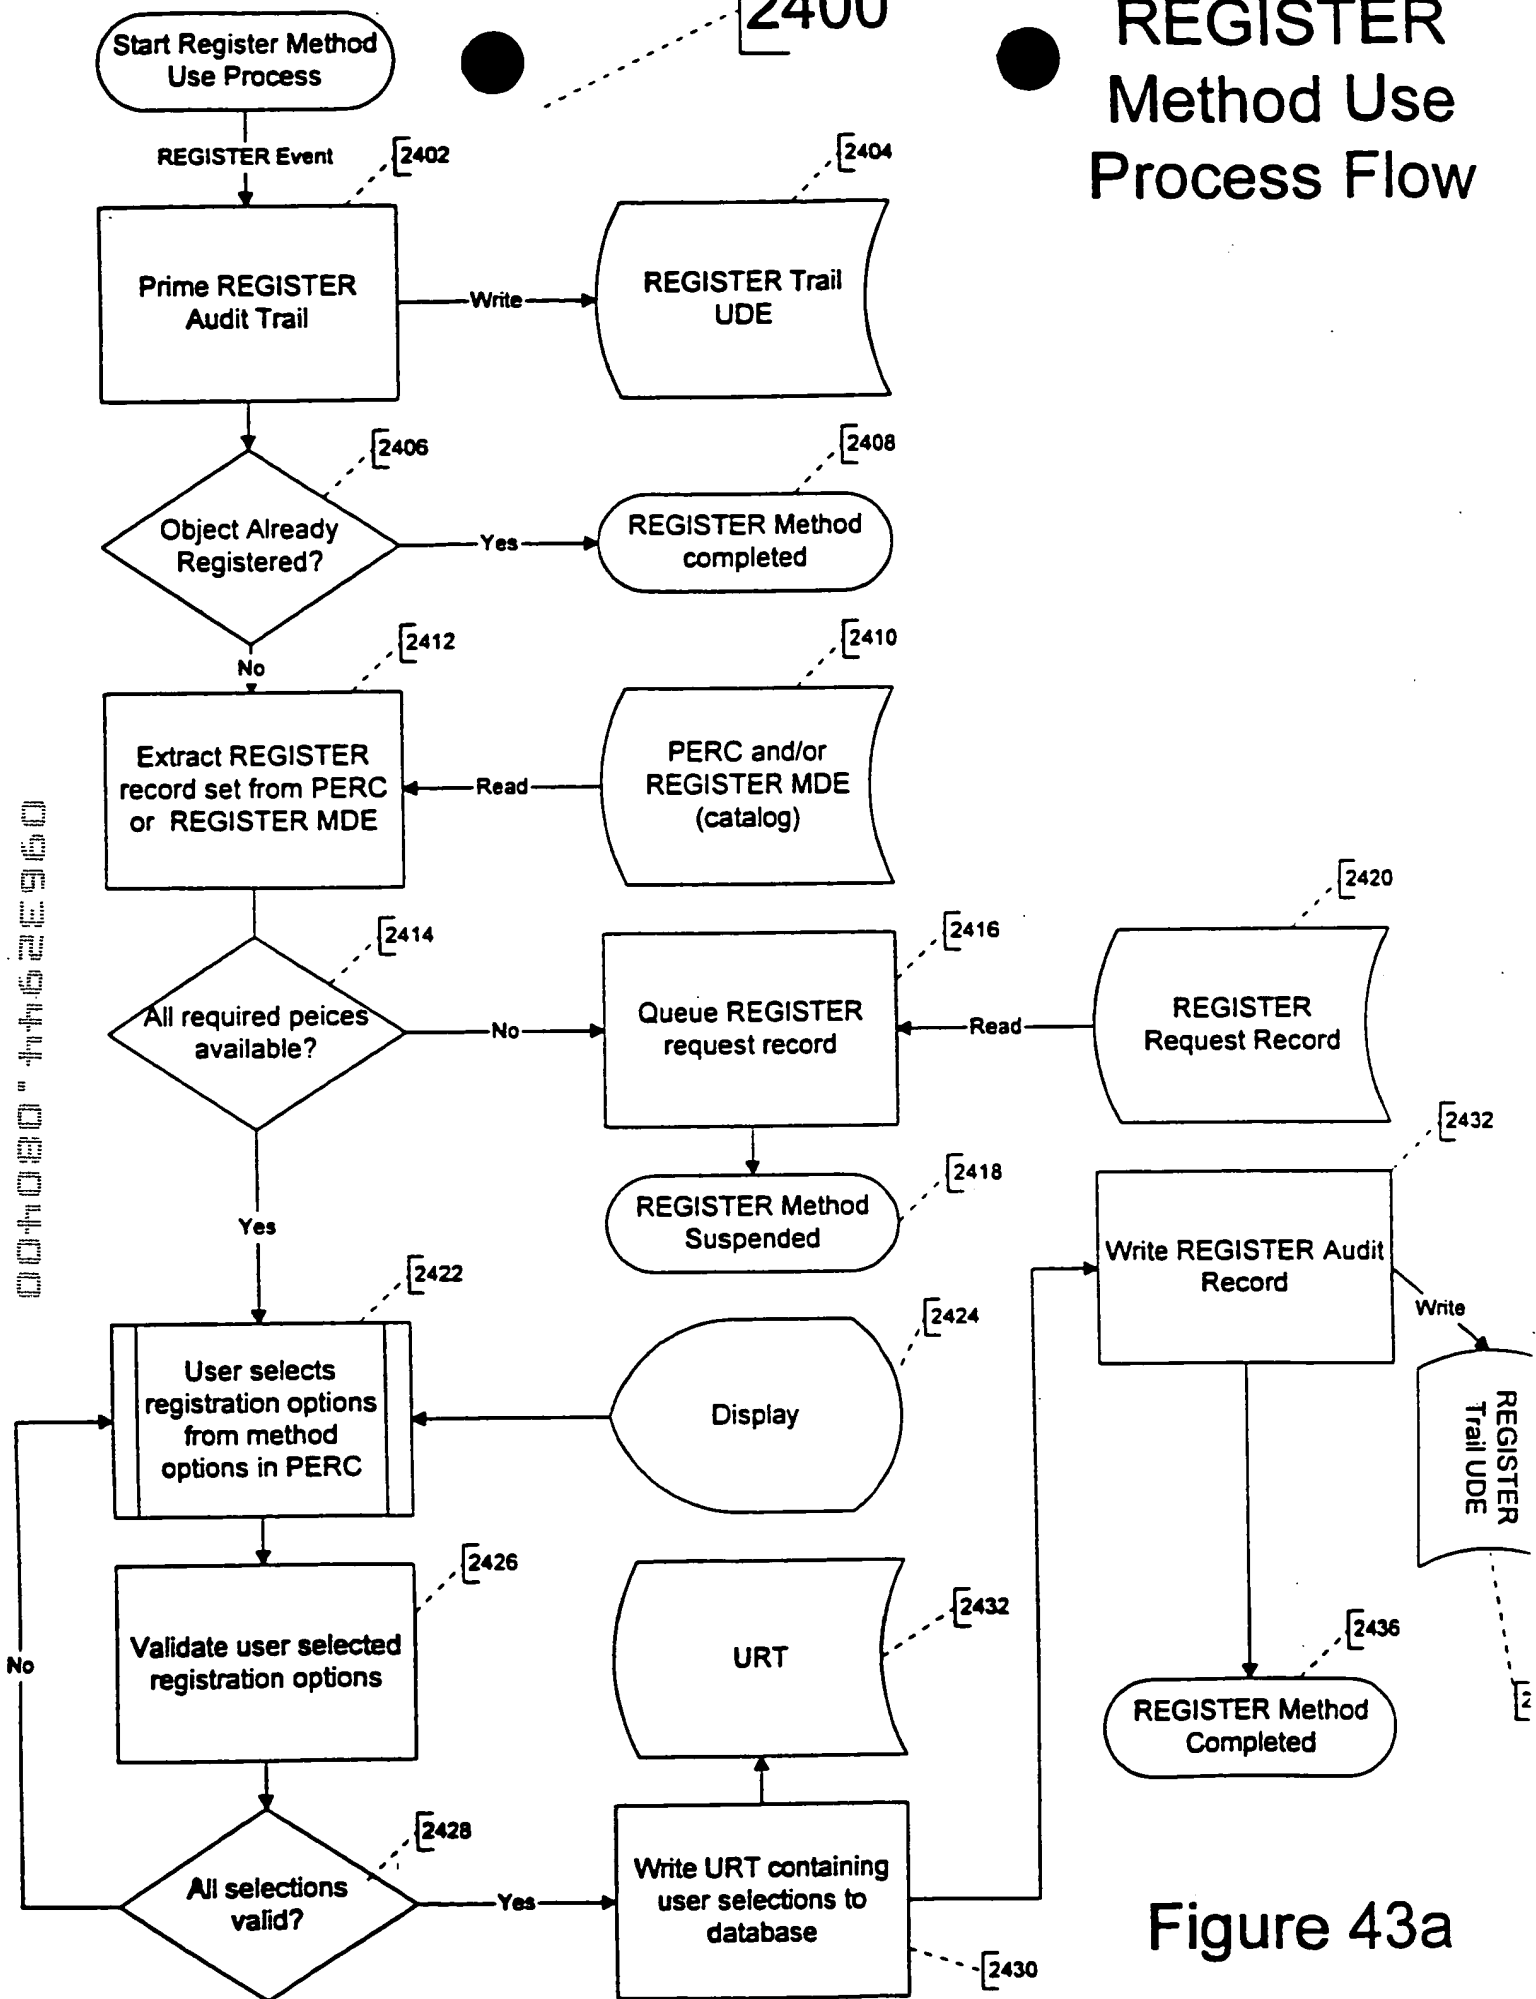 2400
REGISTER
Method Use
Process Flow
Start Register Method
Use Process
REGISTER Event
2402
2404
Prime REGISTER
Audit Trail
Write
REGISTER Trail
UDE
2406
2408
Object Already
Registered?
Yes
REGISTER Method
completed
No
2412
2410
Extract REGISTER
record set from PERC
or REGISTER MDE
Read
PERC and/or
REGISTER MDE
(catalog)
2414
2416
2420
All required peices
available?
No
Queue REGISTER
request record
Read
REGISTER
Request Record
Yes
2418
REGISTER Method
Suspended
2432
Write REGISTER Audit
Record
Write
REGISTER
Trail UDE
2422
2424
User selects
registration options
from method
options in PERC
Display
2426
2432
Validate user selected
registration options
URT
No
2436
REGISTER Method
Completed
2428
All selections
valid?
Yes
Write URT containing
user selections to
database
2430
Figure 43a